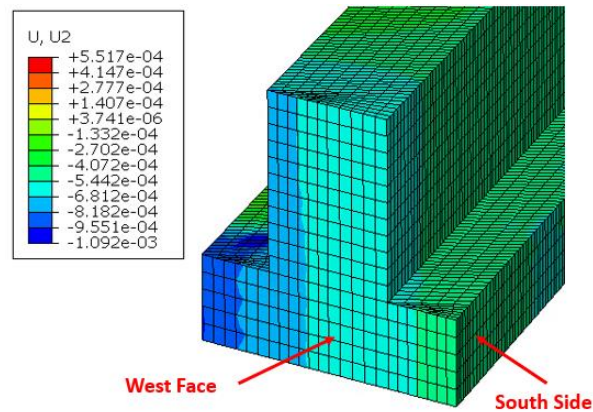 U, U2
+5.517e-04
+4.147e-04
+2.777e-04
+1.407e-04
+3.741e-06
-1.332e-04
-2.702e-04
-4.072e-04
-5.442e-04
-6.812e-04
-8.182e-04
-9.551e-04
-1.092e-03
West Face
South Side